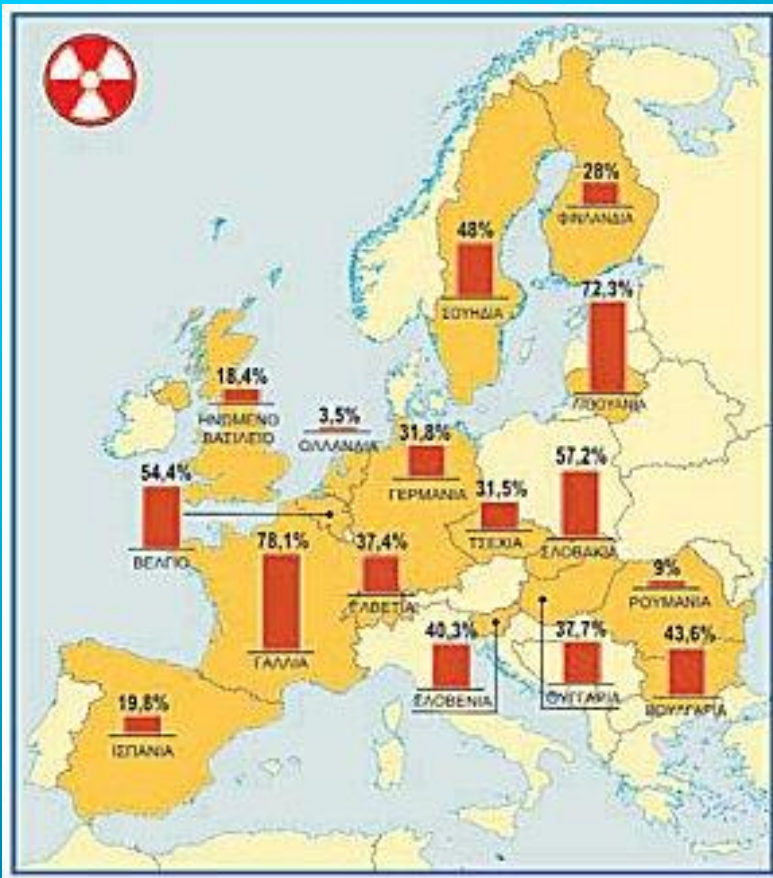 28%
ΦΙΝΛΑΝΔΙΑ
48%
ΣΟΥΗΔΙΑ
72,3%
ΛΙΘΟΥΑΝΙΑ
18,4%
ΗΝΩΜΕΝΟ
ΒΑΣΙΛΕΙΟ
3,5%
ΟΛΛΑΝΔΙΑ
31,8%
ΓΕΡΜΑΝΙΑ
54,4%
ΒΕΛΓΙΟ
31,5%
ΤΣΕΧΙΑ
57,2%
ΣΛΟΒΑΚΙΑ
78,1%
ΓΑΛΛΙΑ
37,4%
ΕΛΒΕΤΙΑ
9%
ΡΟΥΜΑΝΙΑ
40,3%
ΣΛΟΒΕΝΙΑ
37,7%
ΟΥΓΓΑΡΙΑ
43,6%
ΒΟΥΛΓΑΡΙΑ
19,8%
ΙΣΠΑΝΙΑ